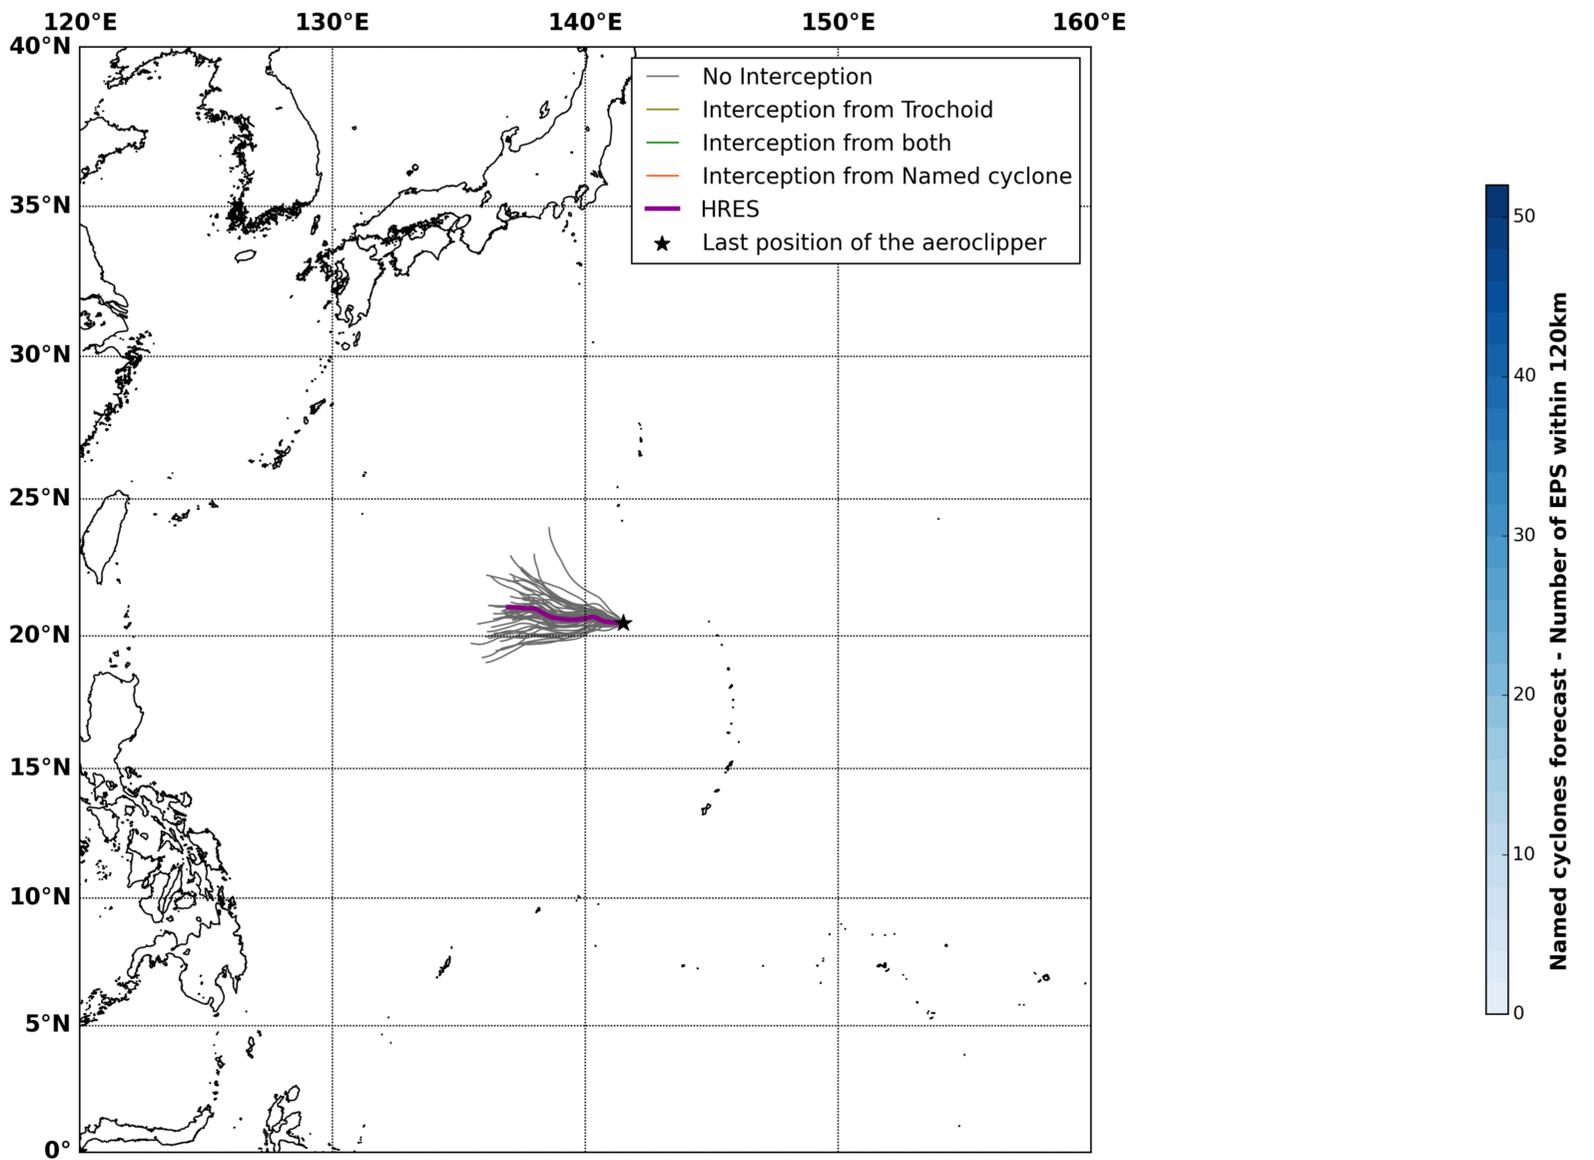 120°E 130°E 140°E 150°E 160°E
40°N
No Interception
Interception from Trochoid
Interception from both
Interception from Named cyclone
HRES
Last position of the aeroclipper
35°N
30°N
25°N
20°N
15°N
10°N
5°N
0°
50
40
30
20
10
0
Named cyclones forecast - Number of EPS within 120km